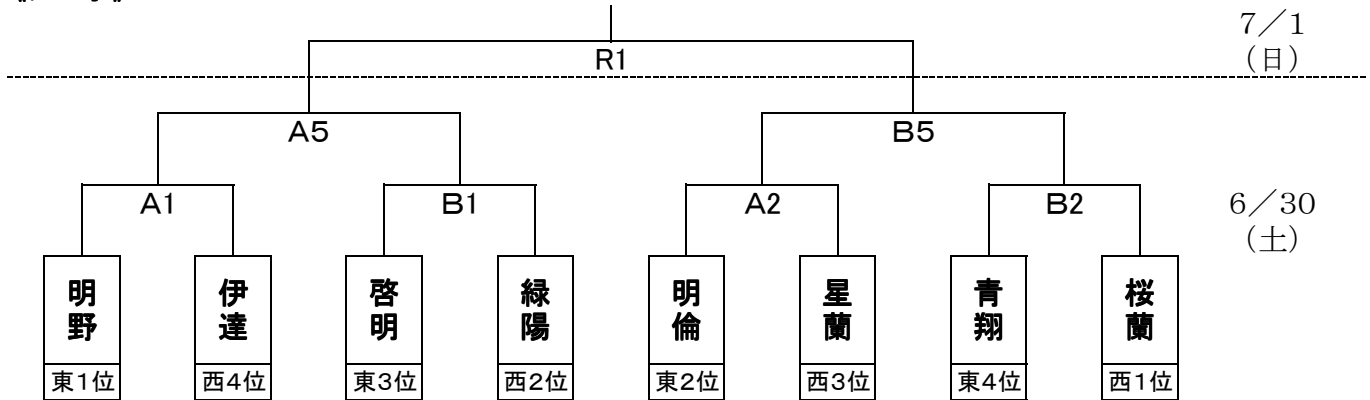 7/1
(日)
R1
A5
B5
A1
B1
A2
B2
6/30
(土)
明野
伊達
啓明
緑陽
明倫
星蘭
青翔
桜蘭
東1位
西4位
東3位
西2位
東2位
西3位
東4位
西1位